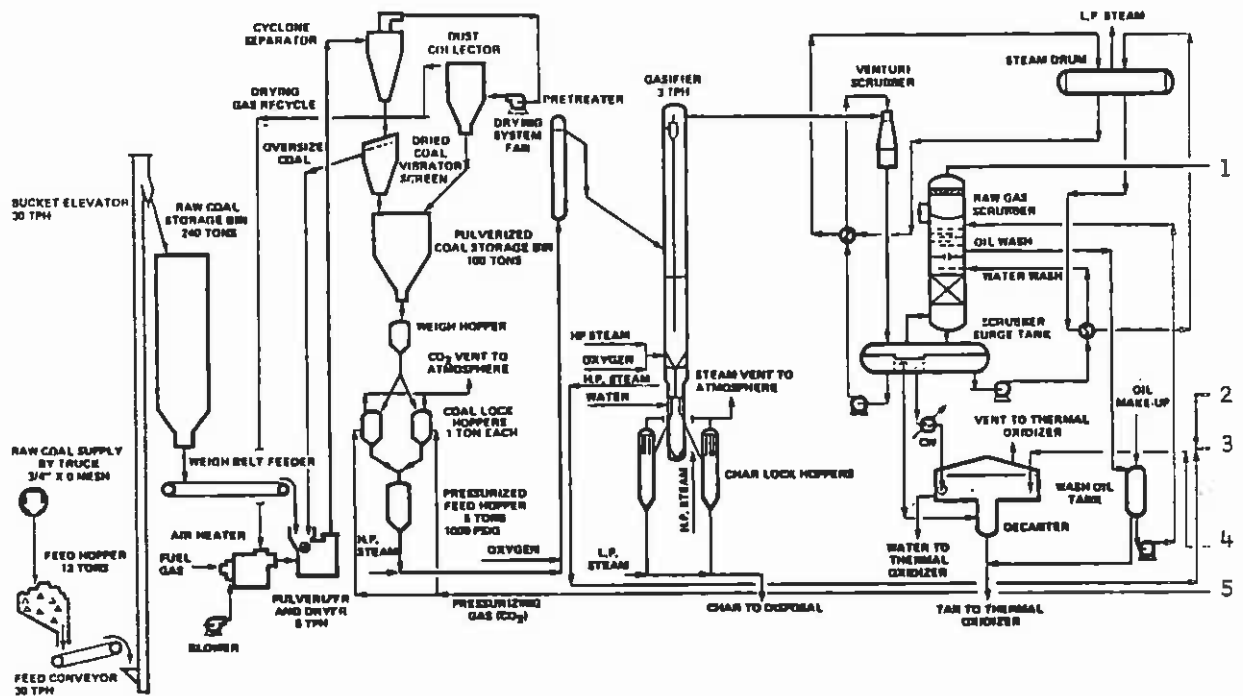 CYCLONE
SEPARATOR
DUST
COLLECTOR
DRYING
GAS RECYCLE
OVERSIZE
COAL
DRIED
COAL
VIBRATOR
SCREEN
PRETREATER
DRYING
SYSTEM
FAN
GASIFIER
3 TPH
VENTURI
SCRUBBER
L.P. STEAM
STEAM DRUM
1
BUCKET ELEVATOR
30 TPH
RAW COAL
STORAGE BIN
240 TONS
PULVERIZED
COAL STORAGE BIN
100 TONS
RAW GAS
SCRUBBER
OIL WASH
WATER WASH
WEIGH HOPPER
CO2 VENT TO
ATMOSPHERE
HP STEAM
OXYGEN
H.P. STEAM
WATER
STEAM VENT TO
ATMOSPHERE
SCRUBBER
SURGE TANK
COAL LOCK
HOPPERS
1 TON EACH
CW
OIL
MAKE-UP
2
VENT TO THERMAL
OXIDIZER
3
RAW COAL SUPPLY
BY TRUCK
3/4" X 0 MESH
WEIGH BELT FEEDER
PRESSURIZED
FEED HOPPER
CHAR LOCK HOPPERS
H.P. STEAM
WASH OIL
TANK
DECANTER
AIR HEATER
FUEL
GAS
H.P.
STEAM
OXYGEN
L.P.
STEAM
WATER TO
THERMAL
OXIDIZER
4
FEED HOPPER
12 TONS
PULVERIZER
AND DRYER
5 TPH
PRESSURIZING
GAS (CO2)
CHAR TO DISPOSAL
TAR TO THERMAL
OXIDIZER
5
BLOWER
FEED CONVEYOR
30 TPH